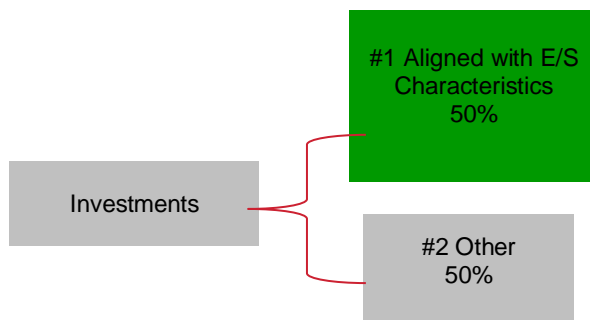 #1 Aligned with E/S
Characteristics
50%
Investments
#2 Other
50%